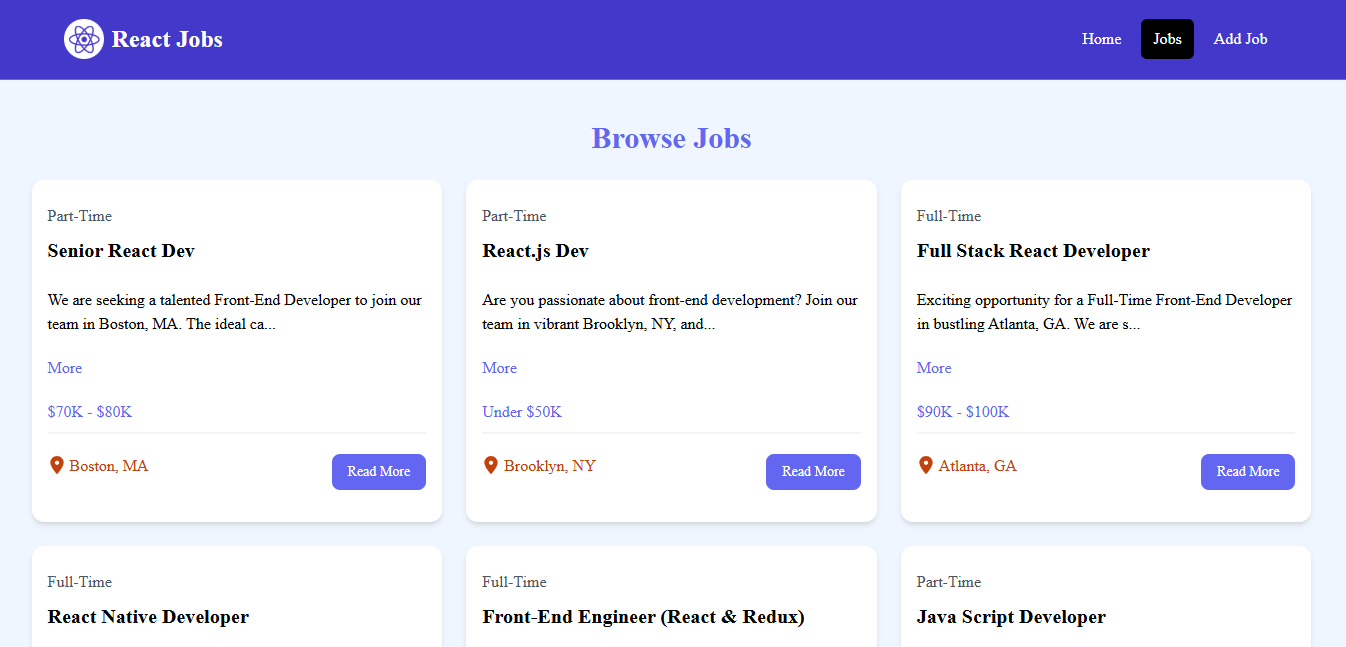 React Jobs
Home
Jobs
Add Job
Browse Jobs
Part-Time
Senior React Dev
We are seeking a talented Front-End Developer to join our
team in Boston, MA. The ideal ca...
More
$70K - $80K
Boston, MA
Read More
Part-Time
React.js Dev
Are you passionate about front-end development? Join our
team in vibrant Brooklyn, NY, and...
More
Under $50K
Brooklyn, NY
Read More
Full-Time
Full Stack React Developer
Exciting opportunity for a Full-Time Front-End Developer
in bustling Atlanta, GA. We are s...
More
$90K - $100K
Atlanta, GA
Read More
Full-Time
React Native Developer
Full-Time
Front-End Engineer (React & Redux)
Part-Time
Java Script Developer